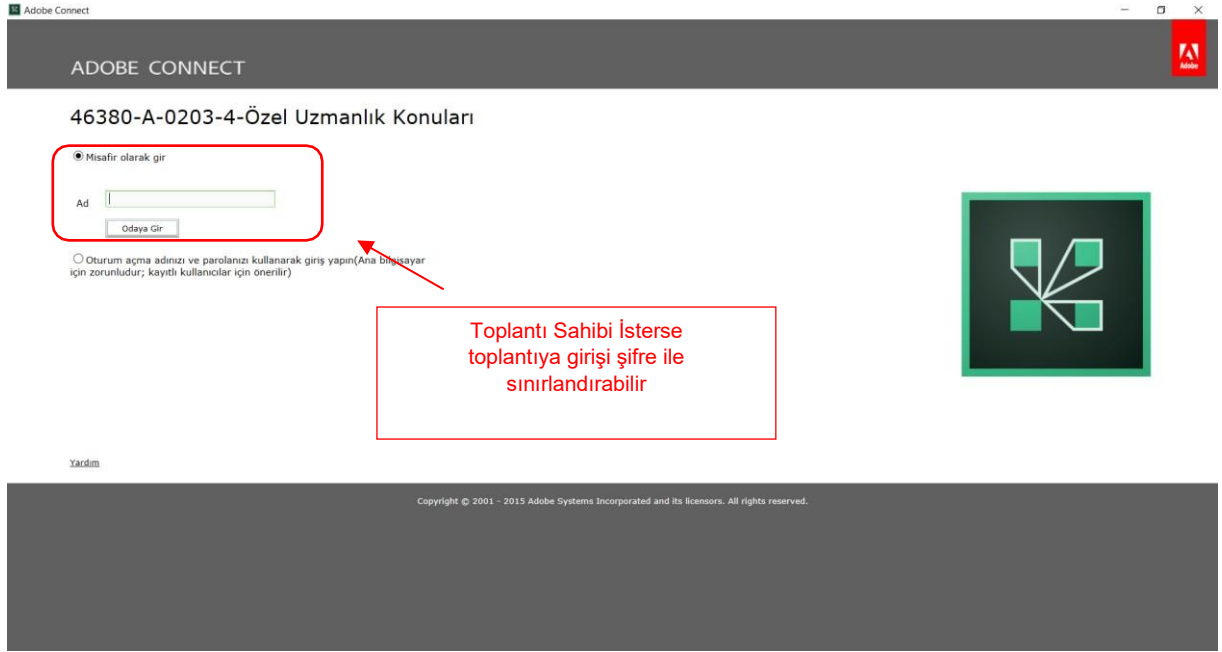 Adobe Connect
ADOBE CONNECT
Adobe
46380-A-0203-4-Özel Uzmanlık Konuları
Misafir olarak gir
Ad
Odaya Gir
Oturum açma adınızı ve parolanızı kullanarak giriş yapın(Ana bilgisayar
için zorunludur; kayıtlı kullanıcılar için önerilir)
Toplantı Sahibi İsterse
toplantıya girişi şifre ile
sınırlandırabilir
Yardım
Copyright © 2001 - 2015 Adobe Systems Incorporated and its licensors. All rights reserved.